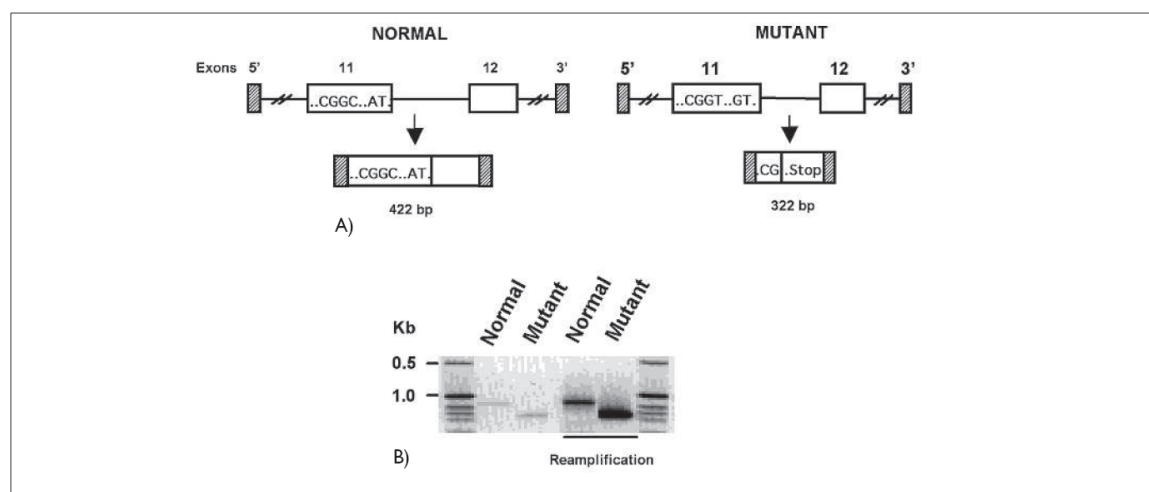 NORMAL
MUTANT
Exons 5' 11 12 3'
5' 11 12 3'
..CGGC..AT.
..CGGT..GT.
..CGGC..AT.
.CG .Stop
422 bp
322 bp
A)
Normal Mutant Normal Mutant
Kb
0.5
1.0
B)
Reamplification